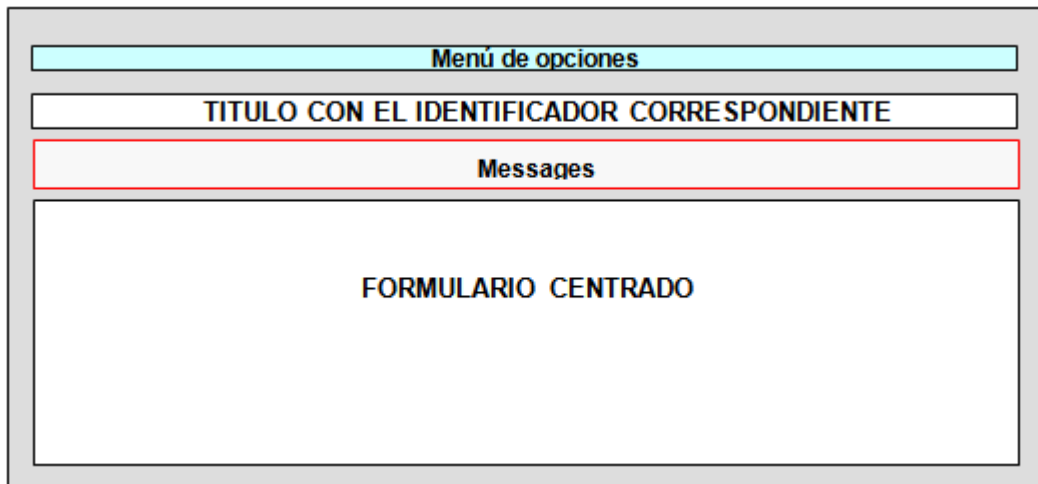 Menú de opciones
TITULO CON EL IDENTIFICADOR CORRESPONDIENTE
Messages
FORMULARIO CENTRADO